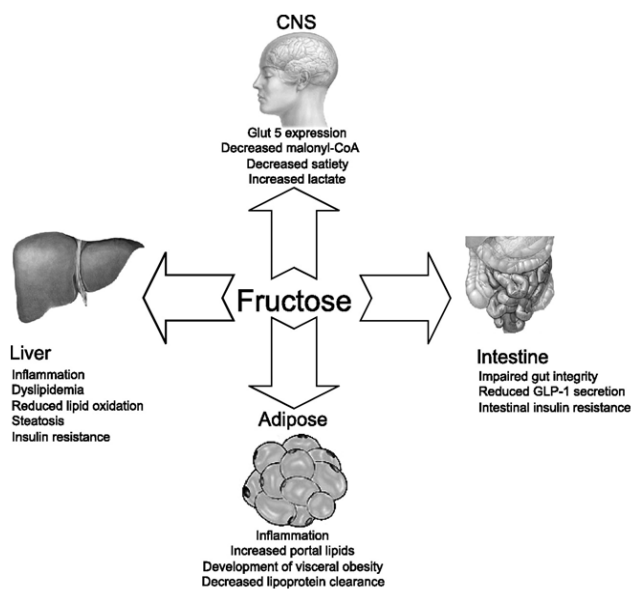 CNS
Glut 5 expression
Decreased malonyl-CoA
Decreased satiety
Increased lactate
Fructose
Liver
Inflammation
Dyslipidemia
Reduced lipid oxidation
Steatosis
Insulin resistance
Intestine
Impaired gut integrity
Reduced GLP-1 secretion
Intestinal insulin resistance
Adipose
Inflammation
Increased portal lipids
Development of visceral obesity
Decreased lipoprotein clearance